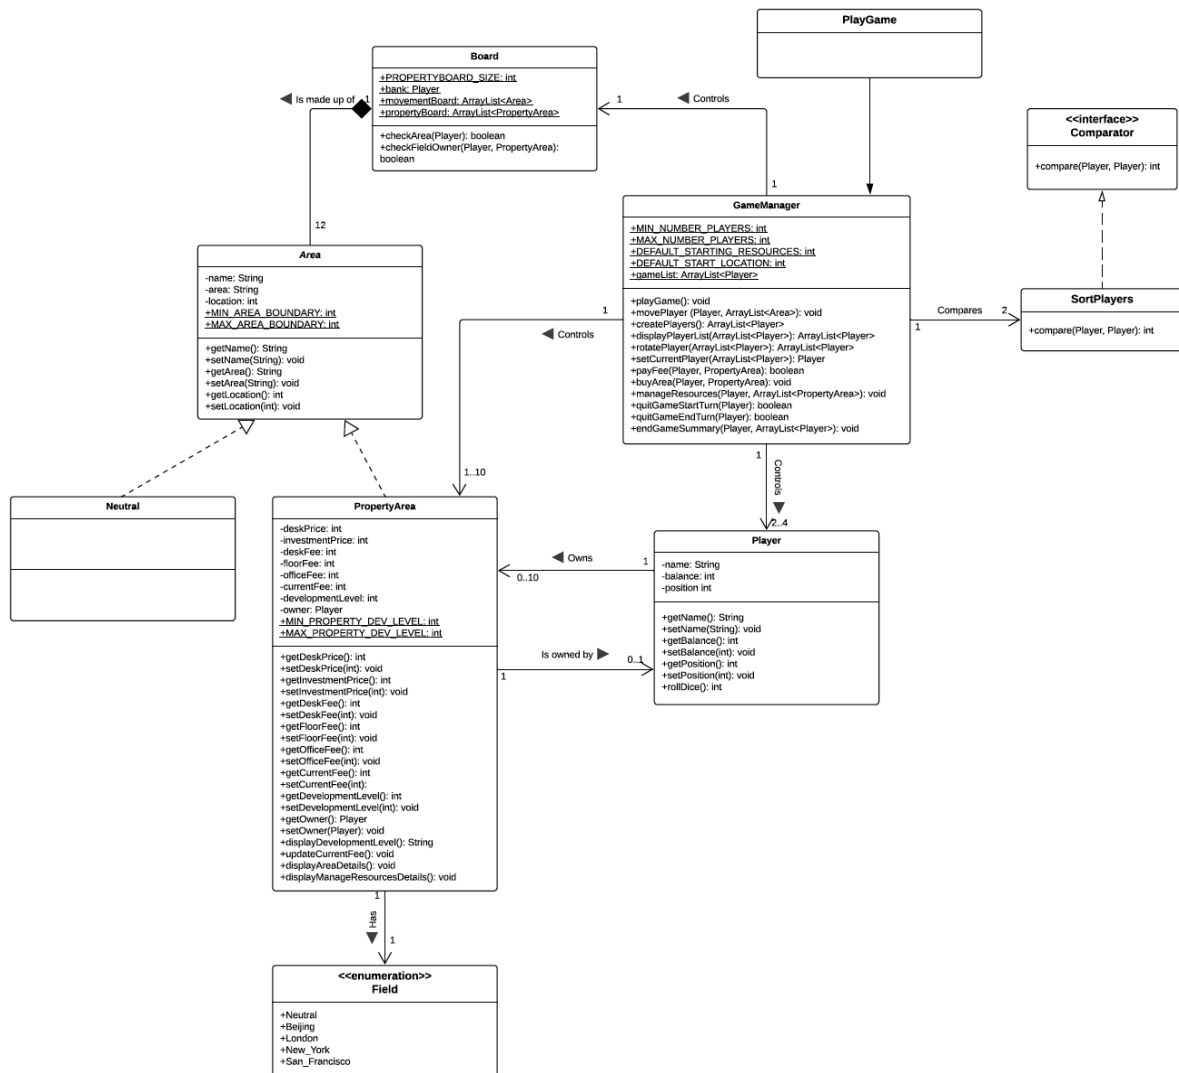 PlayGame
Board
+PROPERTYBOARD_SIZE: int
+bank: Player
+movementBoard: ArrayList<Area>
+propertyBoard: ArrayList<PropertyArea>
+checkArea(Player): boolean
+checkFieldOwner(Player, PropertyArea):
boolean
Is made up of
1
1
Controls
1
12
<<interface>>
Comparator
+compare(Player, Player): int
GameManager
+MIN_NUMBER_PLAYERS: int
+MAX_NUMBER_PLAYERS: int
+DEFAULT_STARTING_RESOURCES: int
+DEFAULT_START_LOCATION: int
+gameList: ArrayList<Player>
+playGame(): void
+movePlayer (Player, ArrayList<Area>): void
+createPlayers(): ArrayList<Player>
+displayPlayerList(ArrayList<Player>): ArrayList<Player>
+rotatePlayer(ArrayList<Player>): ArrayList<Player>
+setCurrentPlayer(ArrayList<Player>): Player
+payFee(Player, PropertyArea): boolean
+buyArea(Player, PropertyArea): void
+manageResources(Player, ArrayList<PropertyArea>): void
+quitGameStartTurn(Player): boolean
+quitGameEndTurn(Player): boolean
+endGameSummary(Player, ArrayList<Player>): void
Area
-name: String
-area: String
-location: int
+MIN_AREA_BOUNDARY: int
+MAX_AREA_BOUNDARY: int
+getName(): String
+setName(String): void
+getArea(): String
+setArea(String): void
+getLocation(): int
+setLocation(int): void
1
Controls
1..10
Compares
1
2
SortPlayers
+compare(Player, Player): int
1
Controls
2..4
Neutral
PropertyArea
-deskPrice: int
-investmentPrice: int
-deskFee: int
-floorFee: int
-officeFee: int
-currentFee: int
-developmentLevel: int
-owner: Player
+MIN_PROPERTY_DEV_LEVEL: int
+MAX_PROPERTY_DEV_LEVEL: int
+getDeskPrice(): int
+setDeskPrice(int): void
+getInvestmentPrice(): int
+setInvestmentPrice(int): void
+getDeskFee(): int
+setDeskFee(int): void
+getFloorFee(): int
+setFloorFee(int): void
+getOfficeFee(): int
+setOfficeFee(int): void
+getCurrentFee(): int
+setCurrentFee(int):
+getDevelopmentLevel(): int
+setDevelopmentLevel(int): void
+getOwner(): Player
+setOwner(Player): void
+displayDevelopmentLevel(): String
+updateCurrentFee(): void
+displayAreaDetails(): void
+displayManageResourcesDetails(): void
Owns
1
0..10
Is owned by
1
0..1
Player
-name: String
-balance: int
-position int
+getName(): String
+setName(String): void
+getBalance(): int
+setBalance(int): void
+getPosition(): int
+setPosition(int): void
+rollDice(): int
1
Has
1
<<enumeration>>
Field
+Neutral
+Beijing
+London
+New_York
+San_Francisco